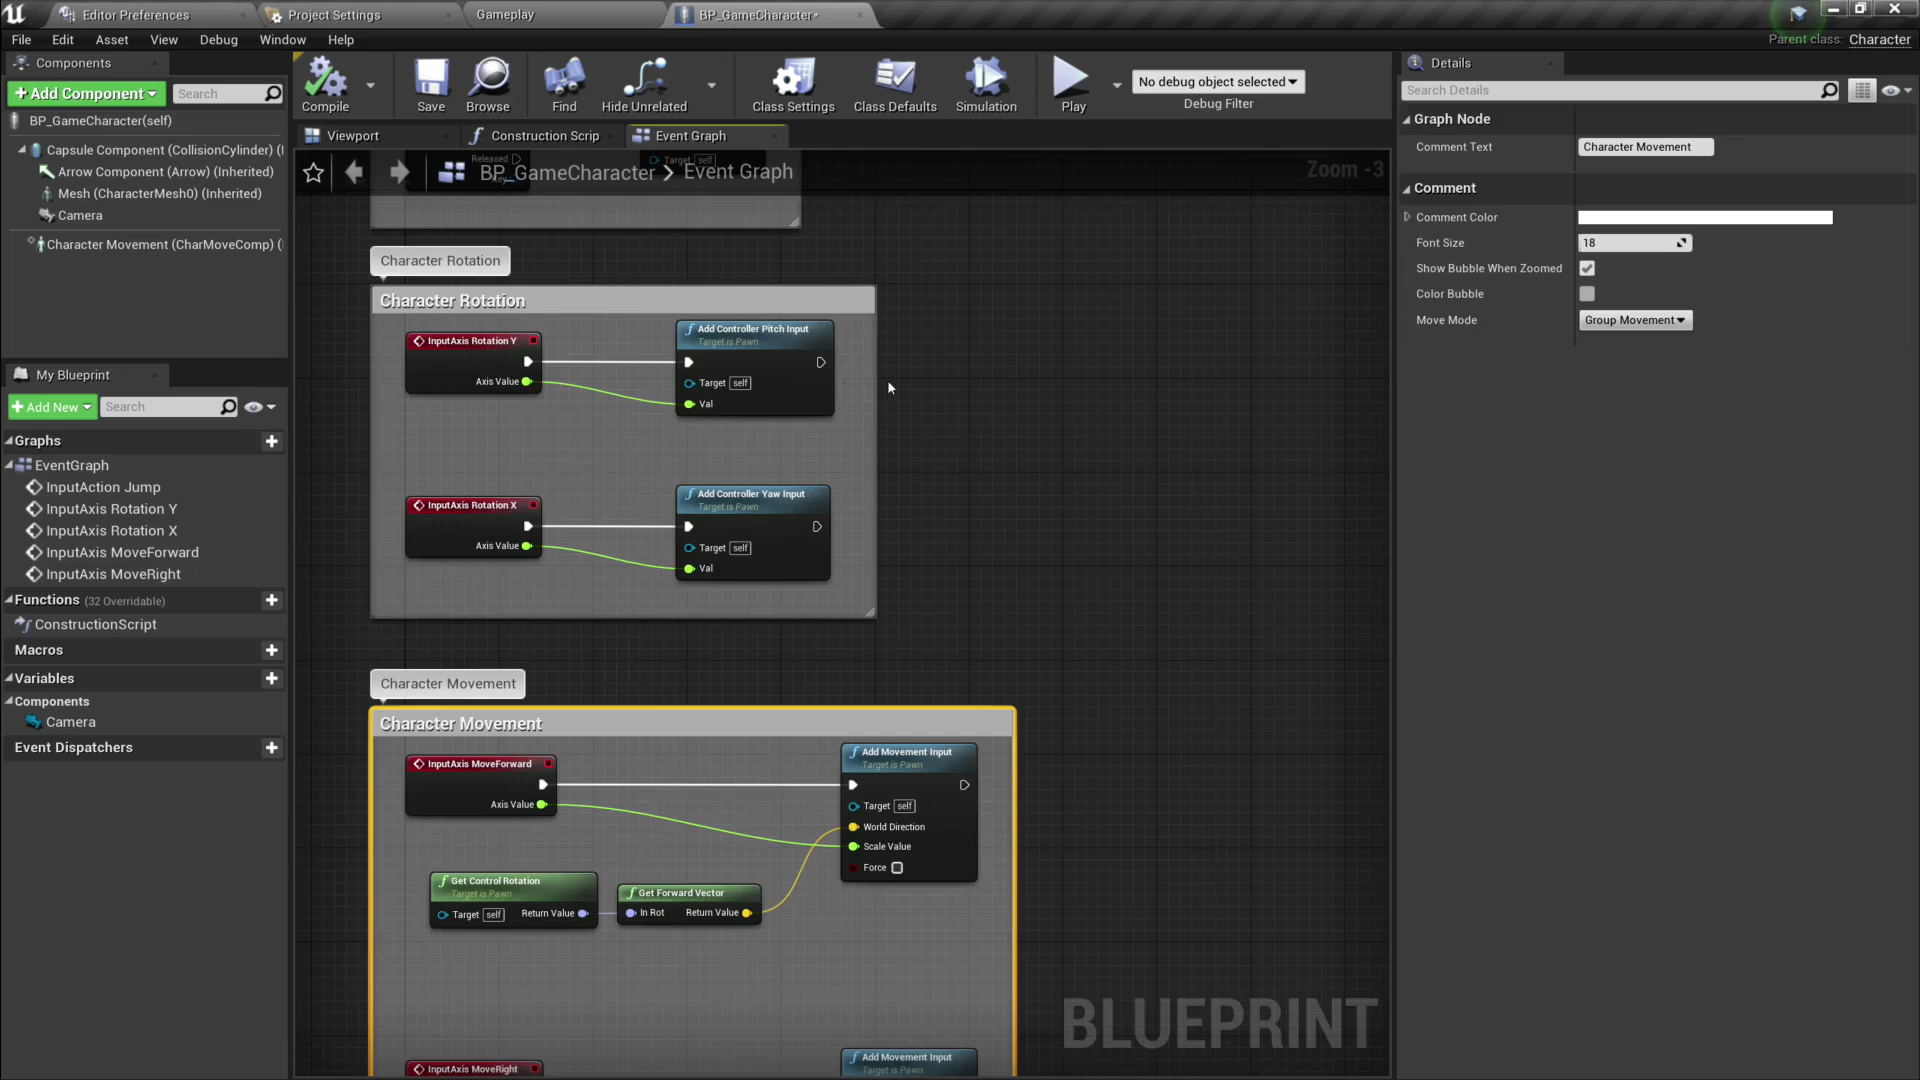 Editor Preferences
Project Settings
Gameplay
BP_GameCharacter*
File Edit Asset View Debug Window Help
Parent class: Character
Components
+ Add Component
Search
BP_GameCharacter(self)
Capsule Component (CollisionCylinder) (I
Arrow Component (Arrow) (Inherited)
Mesh (CharacterMesh0) (Inherited)
Camera
Character Movement (CharMoveComp) (I
My Blueprint
+ Add New
Search
Graphs
EventGraph
InputAction Jump
InputAxis Rotation Y
InputAxis Rotation X
InputAxis MoveForward
InputAxis MoveRight
Functions (32 Overridable)
ConstructionScript
Macros
Variables
Components
Camera
Event Dispatchers
Compile
Save
Browse
Find
Hide Unrelated
Class Settings
Class Defaults
Simulation
Play
No debug object selected
Debug Filter
Viewport
Construction Scrip
Event Graph
Released
Target self
BP_GameCharacter > Event Graph
Zoom -3
Character Rotation
Character Rotation
InputAxis Rotation Y
Axis Value
Add Controller Pitch Input
Target is Pawn
Target self
Val
InputAxis Rotation X
Axis Value
Add Controller Yaw Input
Target is Pawn
Target self
Val
Character Movement
Character Movement
InputAxis MoveForward
Axis Value
Add Movement Input
Target is Pawn
Target self
World Direction
Scale Value
Force
Get Control Rotation
Target is Pawn
Target self
Return Value
Get Forward Vector
In Rot
Return Value
InputAxis MoveRight
Add Movement Input
BLUEPRINT
Details
Search Details
Graph Node
Comment Text
Character Movement
Comment
Comment Color
Font Size
18
Show Bubble When Zoomed
Color Bubble
Move Mode
Group Movement